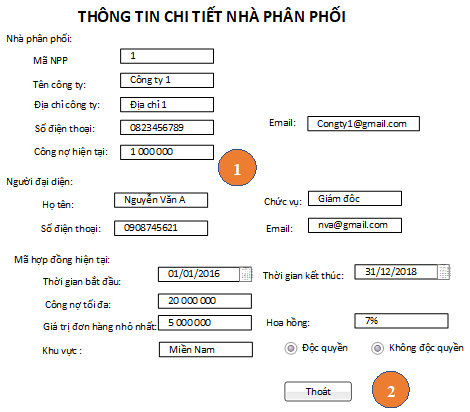 THÔNG TIN CHI TIẾT NHÀ PHÂN PHỐI
Nhà phân phối:
Mã NPP 1
Tên công ty: Công ty 1
Địa chỉ công ty: Địa chỉ 1
Số điện thoại: 0823456789 Email: Congty1@gmail.com
Công nợ hiện tại: 1 000 000
1
Người đại diện:
Họ tên: Nguyễn Văn A Chức vụ: Giám đôc
Số điện thoại: 0908745621 Email: nva@gmail.com
Mã hợp đồng hiện tại:
Thời gian bắt đầu: 01/01/2016 Thời gian kết thúc: 31/12/2018
Công nợ tối đa: 20 000 000
Giá trị đơn hàng nhỏ nhất: 5 000 000 Hoa hồng: 7%
Khu vực : Miền Nam Độc quyền Không độc quyền
Thoát 2